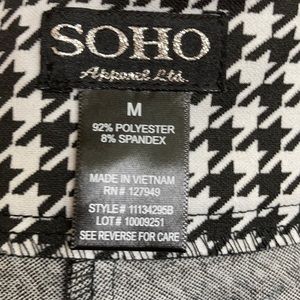 SOHO
Apparel Ltd.
M
92% POLYESTER
8% SPANDEX
MADE IN VIETNAM
RN# 127949
STYLE# 11134295B
LOT# 10009251
SEE REVERSE FOR CARE